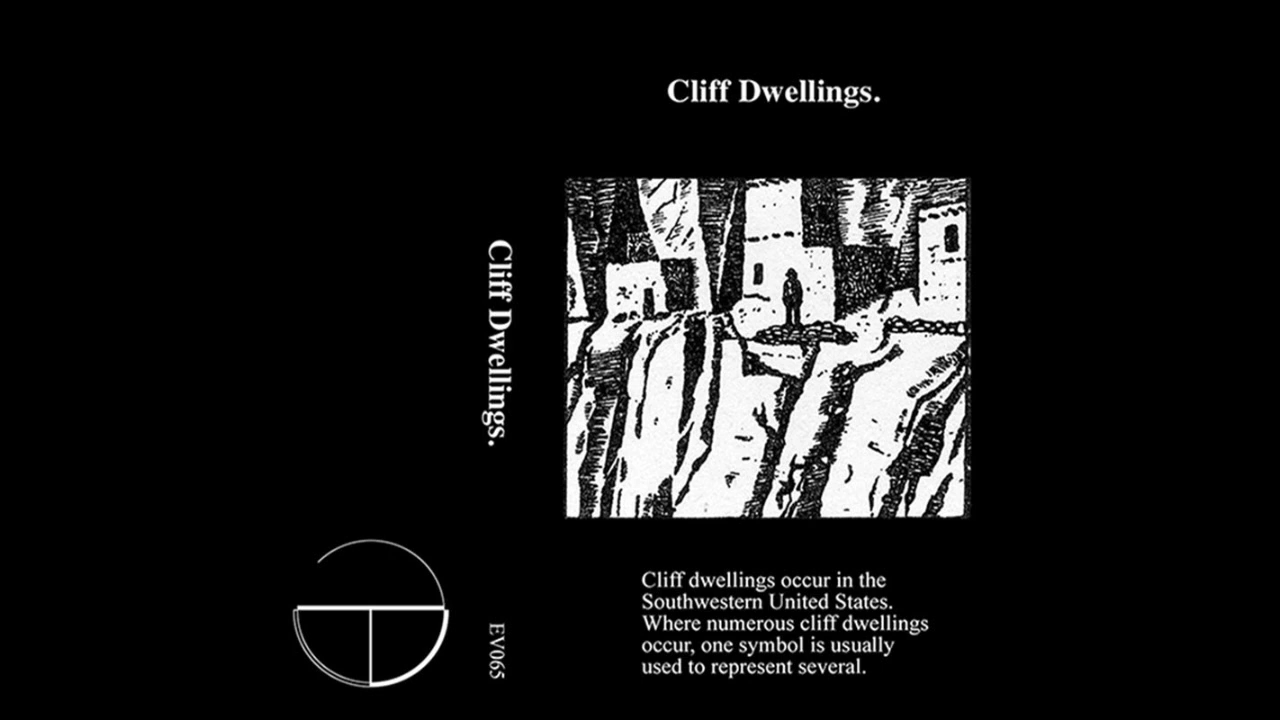 Cliff Dwellings.
Cliff Dwellings.
EV065
Cliff dwellings occur in the
Southwestern United States.
Where numerous cliff dwellings
occur, one symbol is usually
used to represent several.